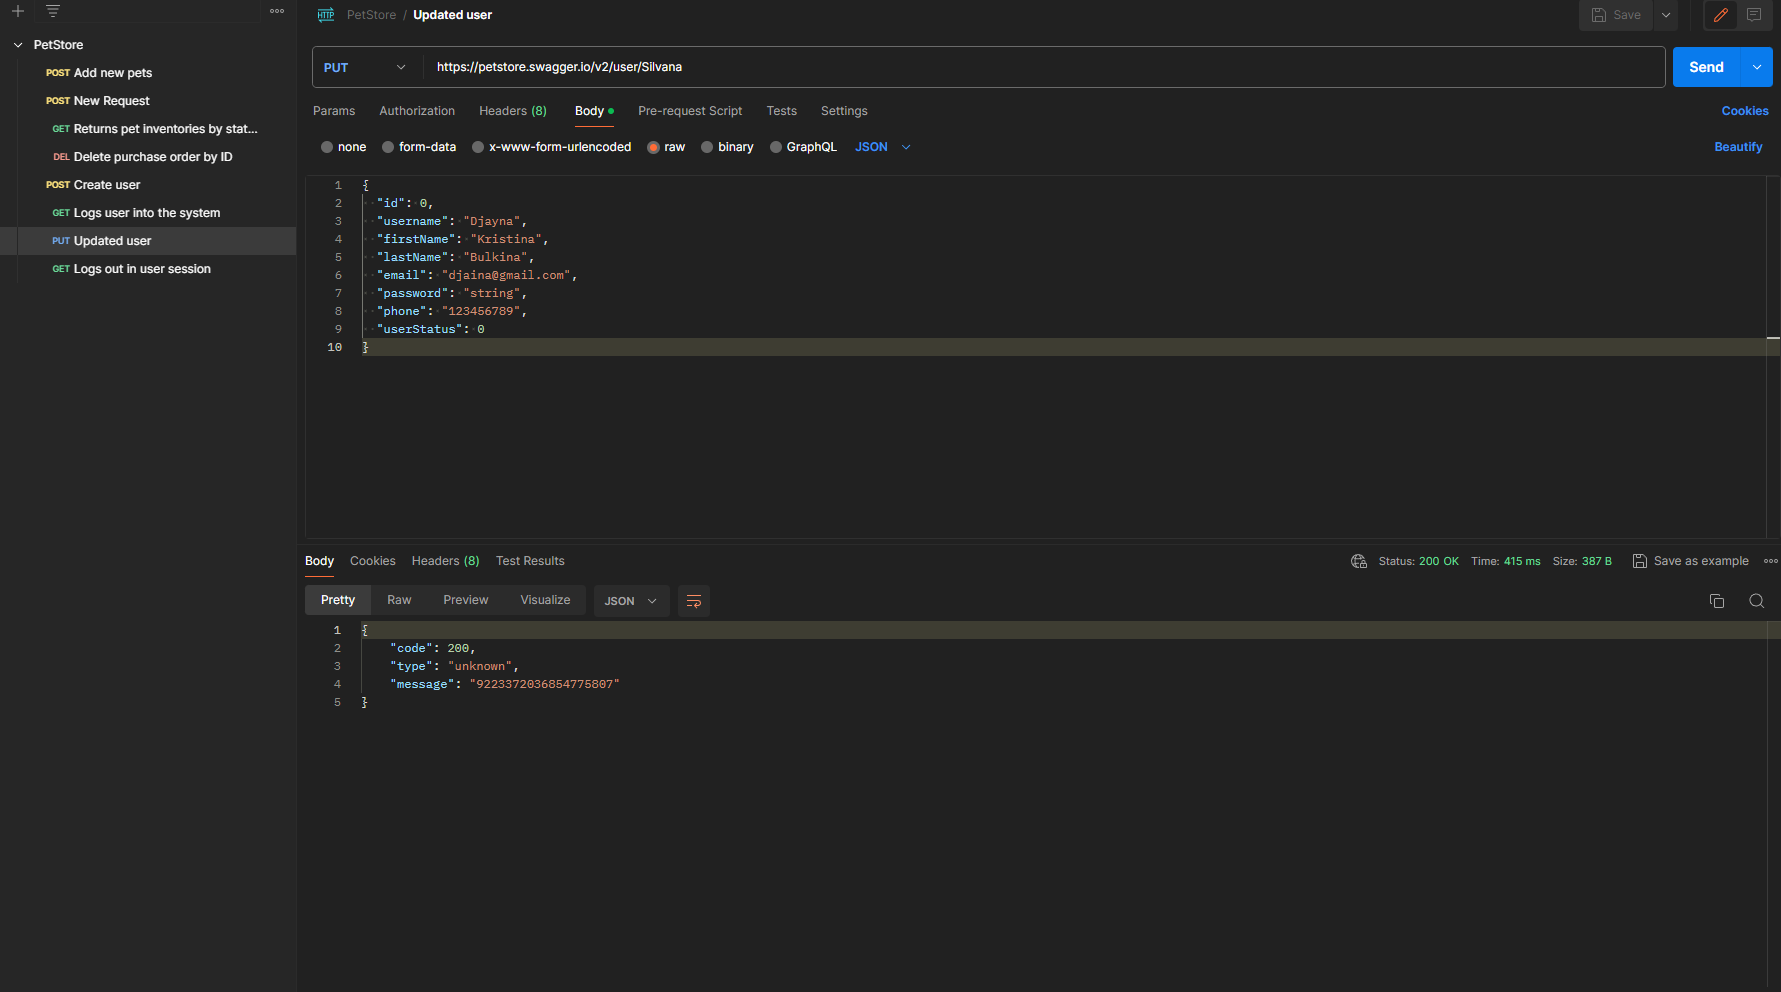 HTTP PetStore / Updated user
Save
PetStore
POST Add new pets
POST New Request
GET Returns pet inventories by stat...
DEL Delete purchase order by ID
POST Create user
GET Logs user into the system
PUT Updated user
GET Logs out in user session
PUT https://petstore.swagger.io/v2/user/Silvana Send
Params Authorization Headers (8) Body Pre-request Script Tests Settings Cookies
none form-data x-www-form-urlencoded raw binary GraphQL JSON Beautify
1 {
2 "id": 0,
3 "username": "Djayna",
4 "firstName": "Kristina",
5 "lastName": "Bulkina",
6 "email": "djaina@gmail.com",
7 "password": "string",
8 "phone": "123456789",
9 "userStatus": 0
10 }
Body Cookies Headers (8) Test Results Status: 200 OK Time: 415 ms Size: 387 B Save as example
Pretty Raw Preview Visualize JSON
1 {
2 "code": 200,
3 "type": "unknown",
4 "message": "9223372036854775807"
5 }